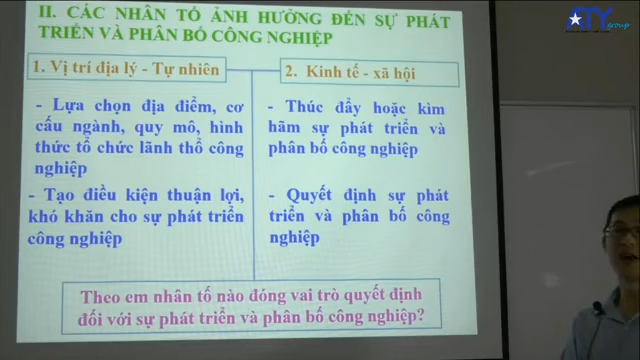 II. CÁC NHÂN TỐ ẢNH HƯỞNG ĐẾN SỰ PHÁT
TRIỂN VÀ PHÂN BỐ CÔNG NGHIỆP
1. Vị trí địa lý - Tự nhiên
- Lựa chọn địa điểm, cơ
cấu ngành, quy mô, hình
thức tổ chức lãnh thổ công
nghiệp
- Tạo điều kiện thuận lợi,
khó khăn cho sự phát triển
công nghiệp
2. Kinh tế - xã hội
- Thúc đẩy hoặc kìm
hãm sự phát triển và
phân bố công nghiệp
- Quyết định sự phát
triển và phân bố công
nghiệp
Theo em nhân tố nào đóng vai trò quyết định
đối với sự phát triển và phân bố công nghiệp?
ATY group